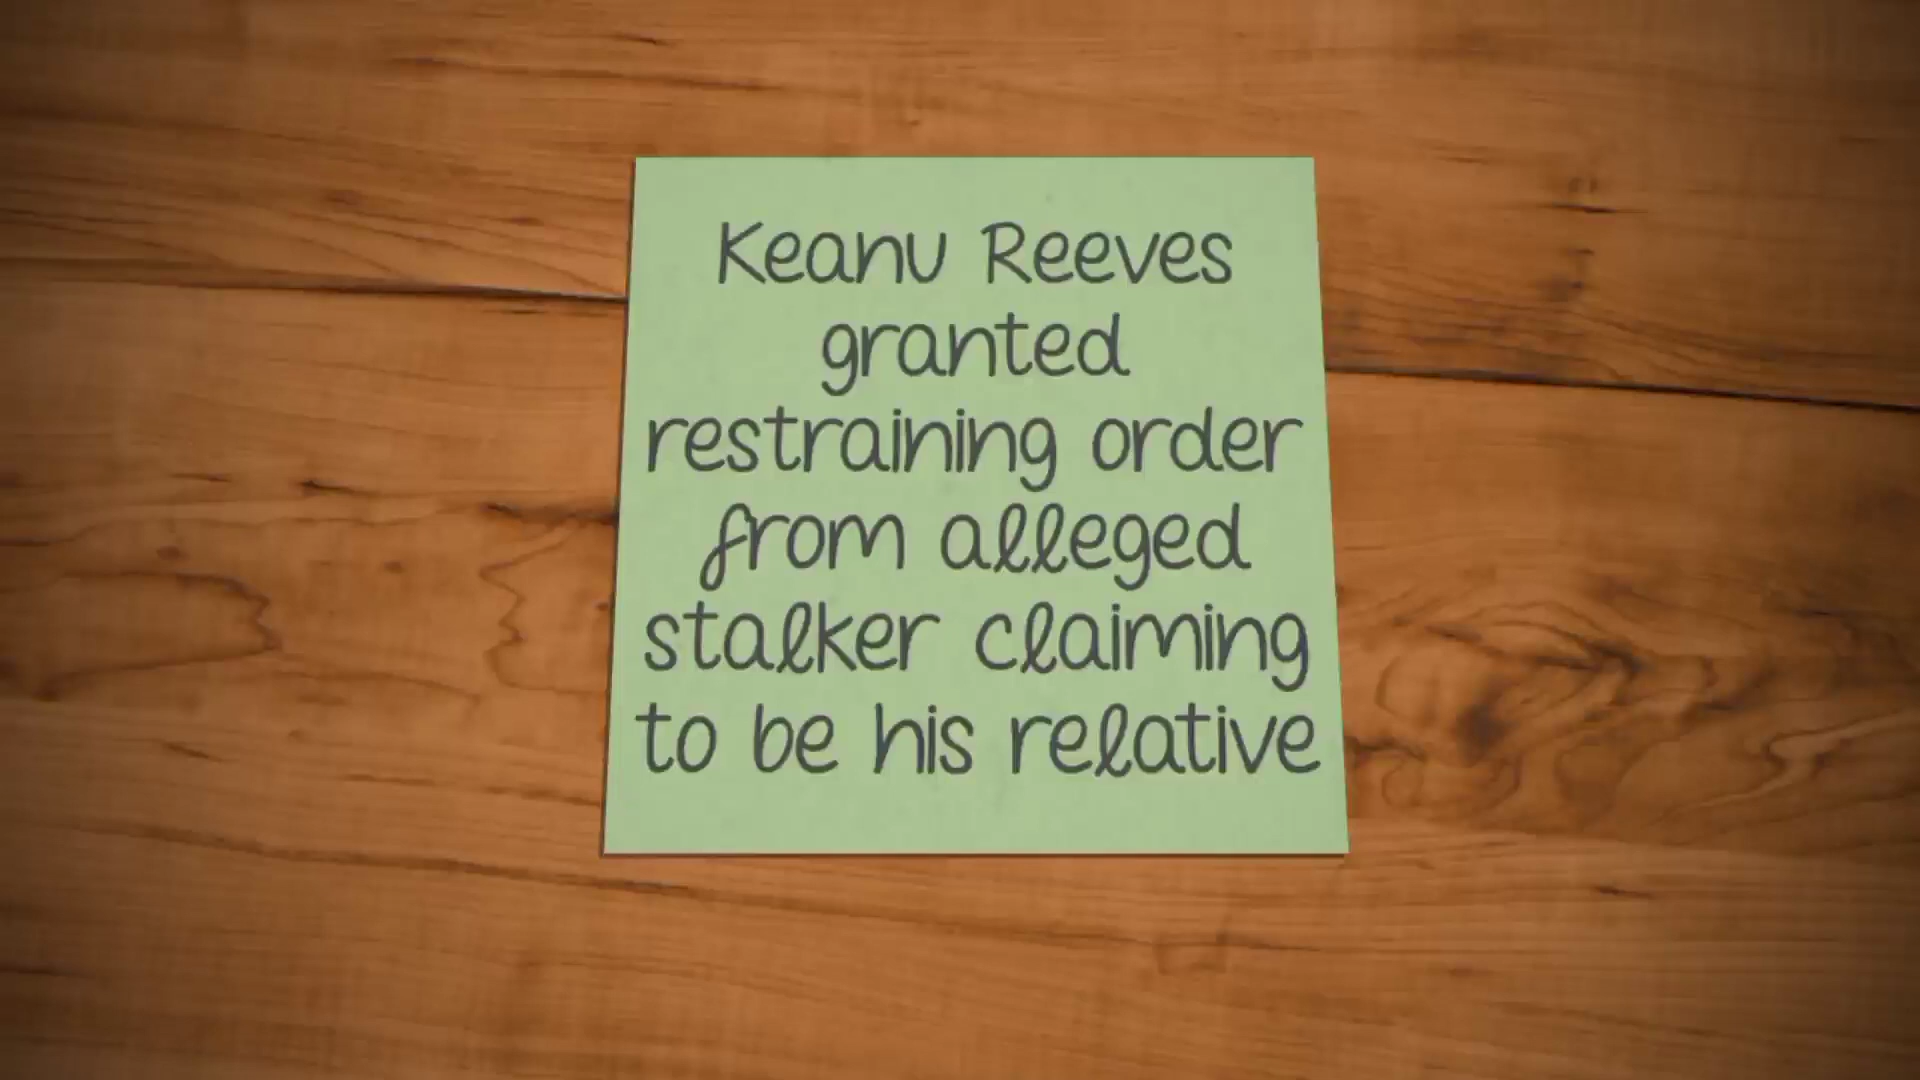 Keanu Reeves
granted
restraining order
from alleged
stalker claiming
to be his relative